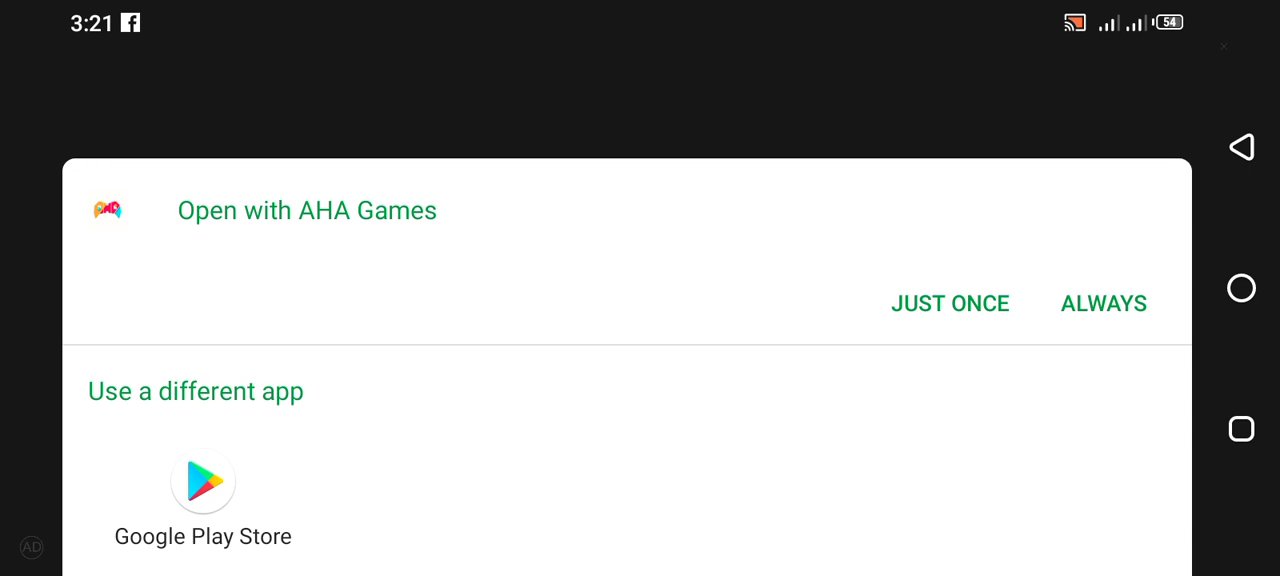 3:21
54
Open with AHA Games
JUST ONCE ALWAYS
Use a different app
Google Play Store
AD